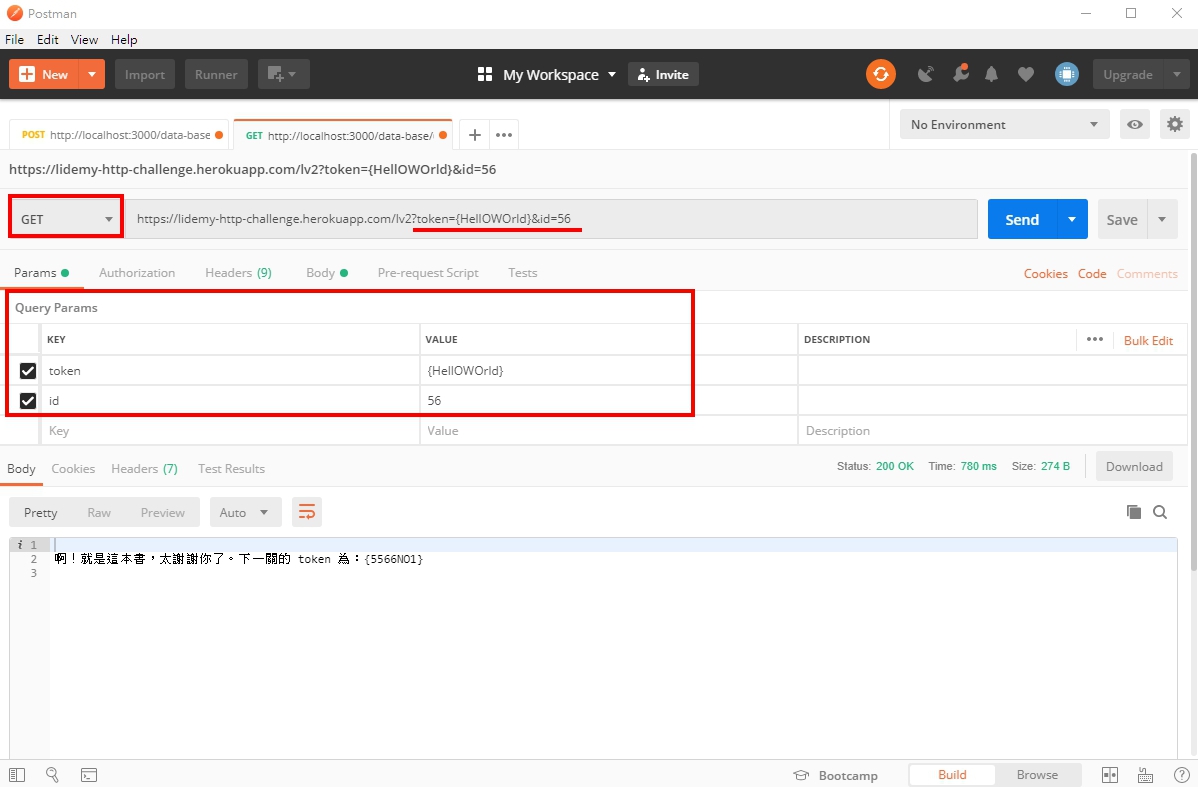 Postman
File Edit View Help
New Import Runner My Workspace Invite Upgrade
POST http://localhost:3000/data-base GET http://localhost:3000/data-base/ No Environment
https://lidemy-http-challenge.herokuapp.com/lv2?token={HellOWOrld}&id=56
GET https://lidemy-http-challenge.herokuapp.com/lv2?token={HellOWOrld}&id=56 Send Save
Params Authorization Headers (9) Body Pre-request Script Tests Cookies Code Comments
Query Params
KEY VALUE DESCRIPTION Bulk Edit
token {HellOWOrld}
id 56
Key Value Description
Body Cookies Headers (7) Test Results Status: 200 OK Time: 780 ms Size: 274 B Download
Pretty Raw Preview Auto
i 1
2 啊！就是這本書，太謝謝你了。下一關的 token 為：{5566NO1}
3
Bootcamp Build Browse